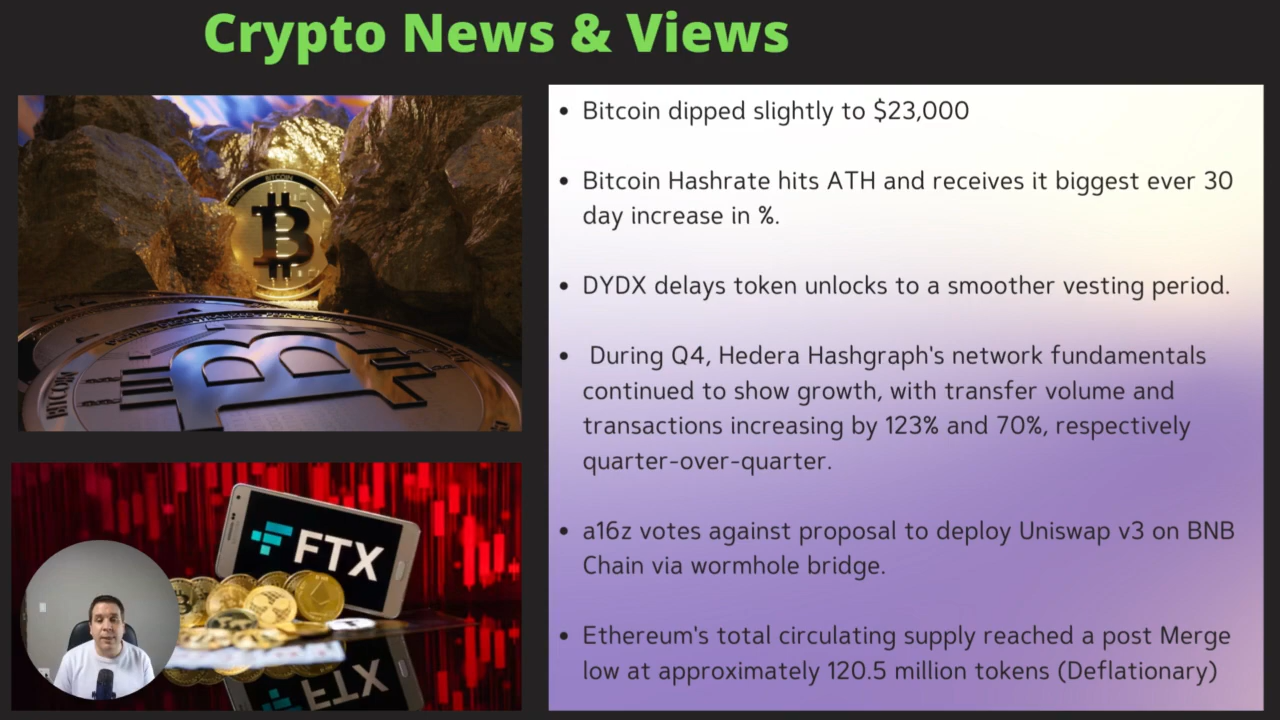 Crypto News & Views
• Bitcoin dipped slightly to $23,000
• Bitcoin Hashrate hits ATH and receives it biggest ever 30
day increase in %.
• DYDX delays token unlocks to a smoother vesting period.
• During Q4, Hedera Hashgraph's network fundamentals
continued to show growth, with transfer volume and
transactions increasing by 123% and 70%, respectively
quarter-over-quarter.
• a16z votes against proposal to deploy Uniswap v3 on BNB
Chain via wormhole bridge.
• Ethereum's total circulating supply reached a post Merge
low at approximately 120.5 million tokens (Deflationary)
BITCOIN
BITCOIN
FTX
FTX